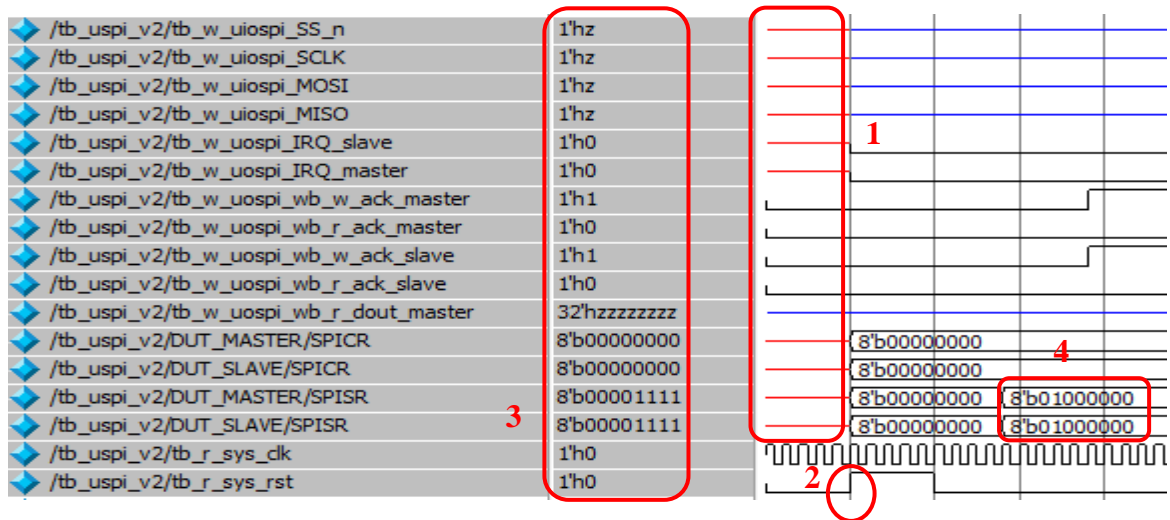 /tb_uspi_v2/tb_w_uiospi_SS_n 1'hz
/tb_uspi_v2/tb_w_uiospi_SCLK 1'hz
/tb_uspi_v2/tb_w_uiospi_MOSI 1'hz
/tb_uspi_v2/tb_w_uiospi_MISO 1'hz
/tb_uspi_v2/tb_w_uospi_IRQ_slave 1'h0 1
/tb_uspi_v2/tb_w_uospi_IRQ_master 1'h0
/tb_uspi_v2/tb_w_uospi_wb_w_ack_master 1'h1
/tb_uspi_v2/tb_w_uospi_wb_r_ack_master 1'h0
/tb_uspi_v2/tb_w_uospi_wb_w_ack_slave 1'h1
/tb_uspi_v2/tb_w_uospi_wb_r_ack_slave 1'h0
/tb_uspi_v2/tb_w_uospi_wb_r_dout_master 32'hzzzzzzzz
/tb_uspi_v2/DUT_MASTER/SPICR 8'b00000000 8'b00000000 4
/tb_uspi_v2/DUT_SLAVE/SPICR 8'b00000000 8'b00000000
/tb_uspi_v2/DUT_MASTER/SPISR 8'b00001111 8'b00000000 8'b01000000
/tb_uspi_v2/DUT_SLAVE/SPISR 3 8'b00001111 8'b00000000 8'b01000000
/tb_uspi_v2/tb_r_sys_clk 1'h0
/tb_uspi_v2/tb_r_sys_rst 1'h0 2